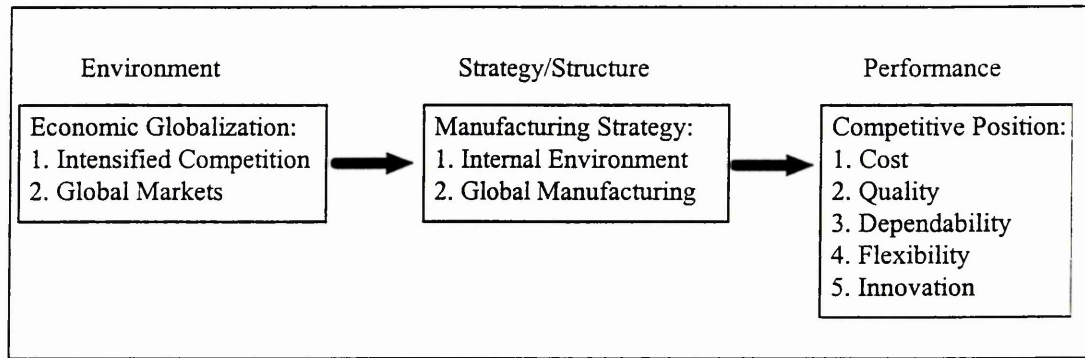 Environment
Strategy/Structure
Performance
Economic Globalization:
1. Intensified Competition
2. Global Markets
Manufacturing Strategy:
1. Internal Environment
2. Global Manufacturing
Competitive Position:
1. Cost
2. Quality
3. Dependability
4. Flexibility
5. Innovation